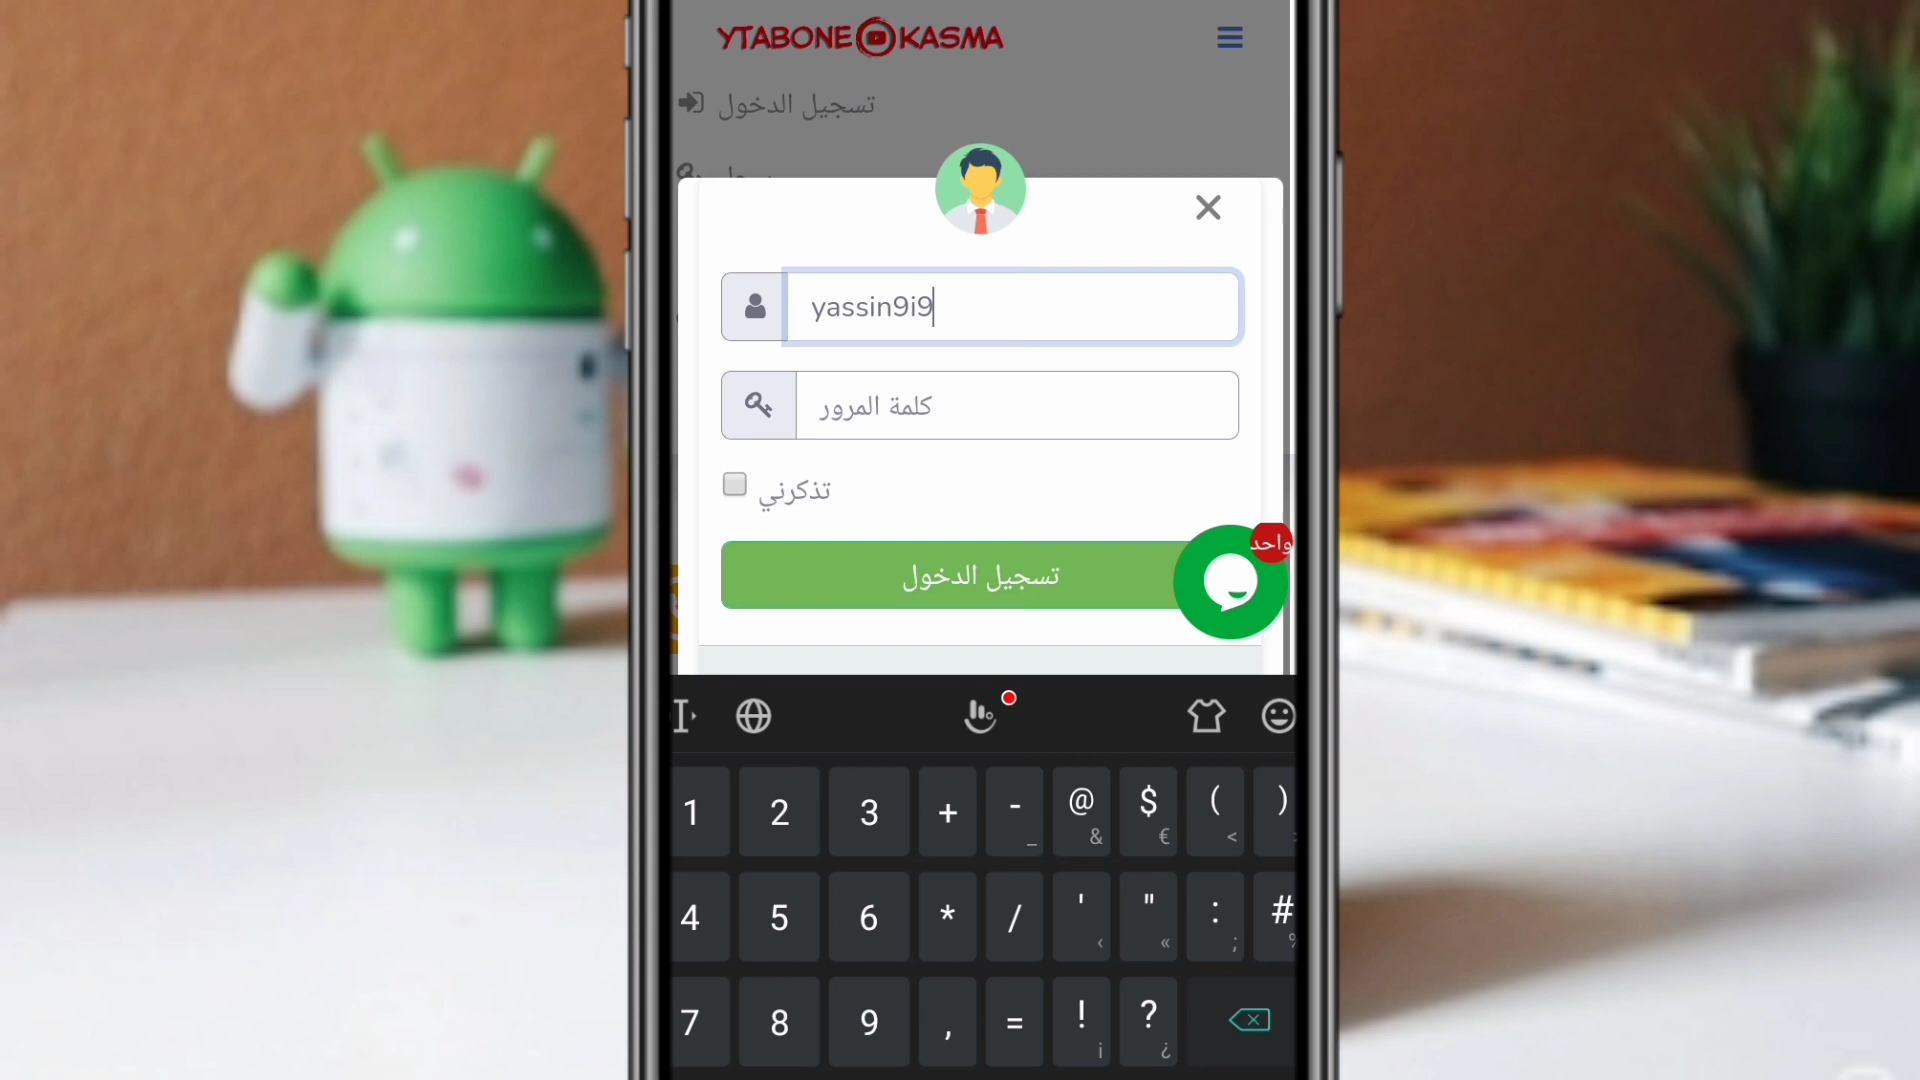 YTABONE KASMA
تسجيل الدخول
yassin9i9
كلمة المرور
تذكرني
واحد
تسجيل الدخول
1 2 3 + - _ @ & $ € ( < )
4 5 6 * / ' ‹ " « : ; #
7 8 9 , = ! ¡ ? ¿